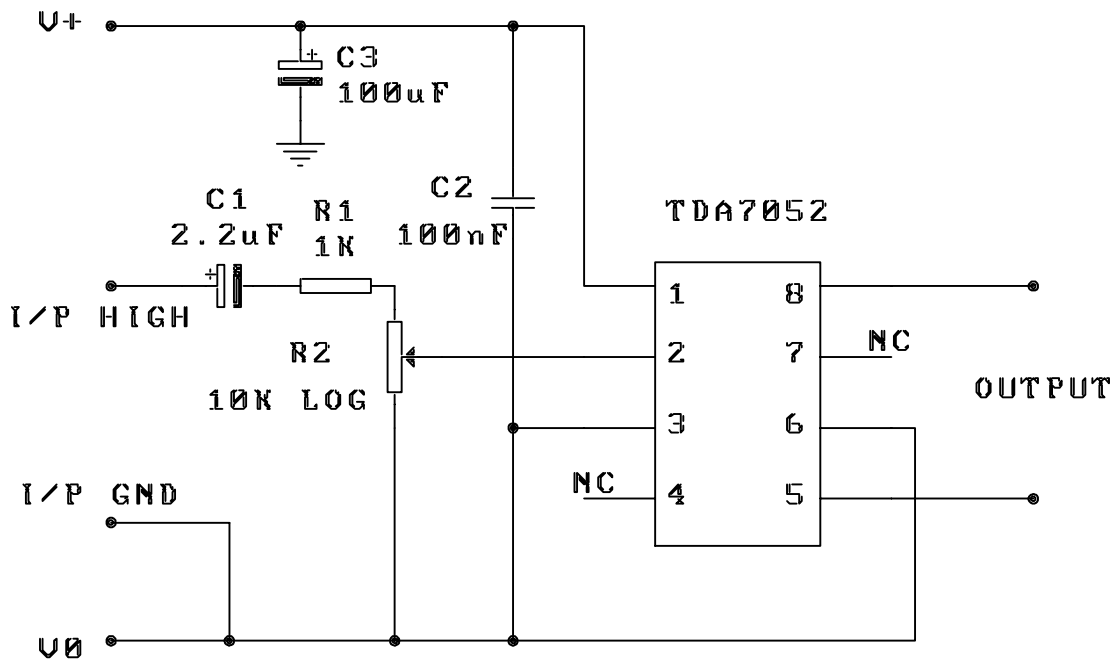 V+
C3
100uF
C1
2.2uF
R1
1K
C2
100nF
TDA7052
I/P HIGH
1
8
R2
10K LOG
2
7
NC
OUTPUT
3
6
I/P GND
NC
4
5
V0